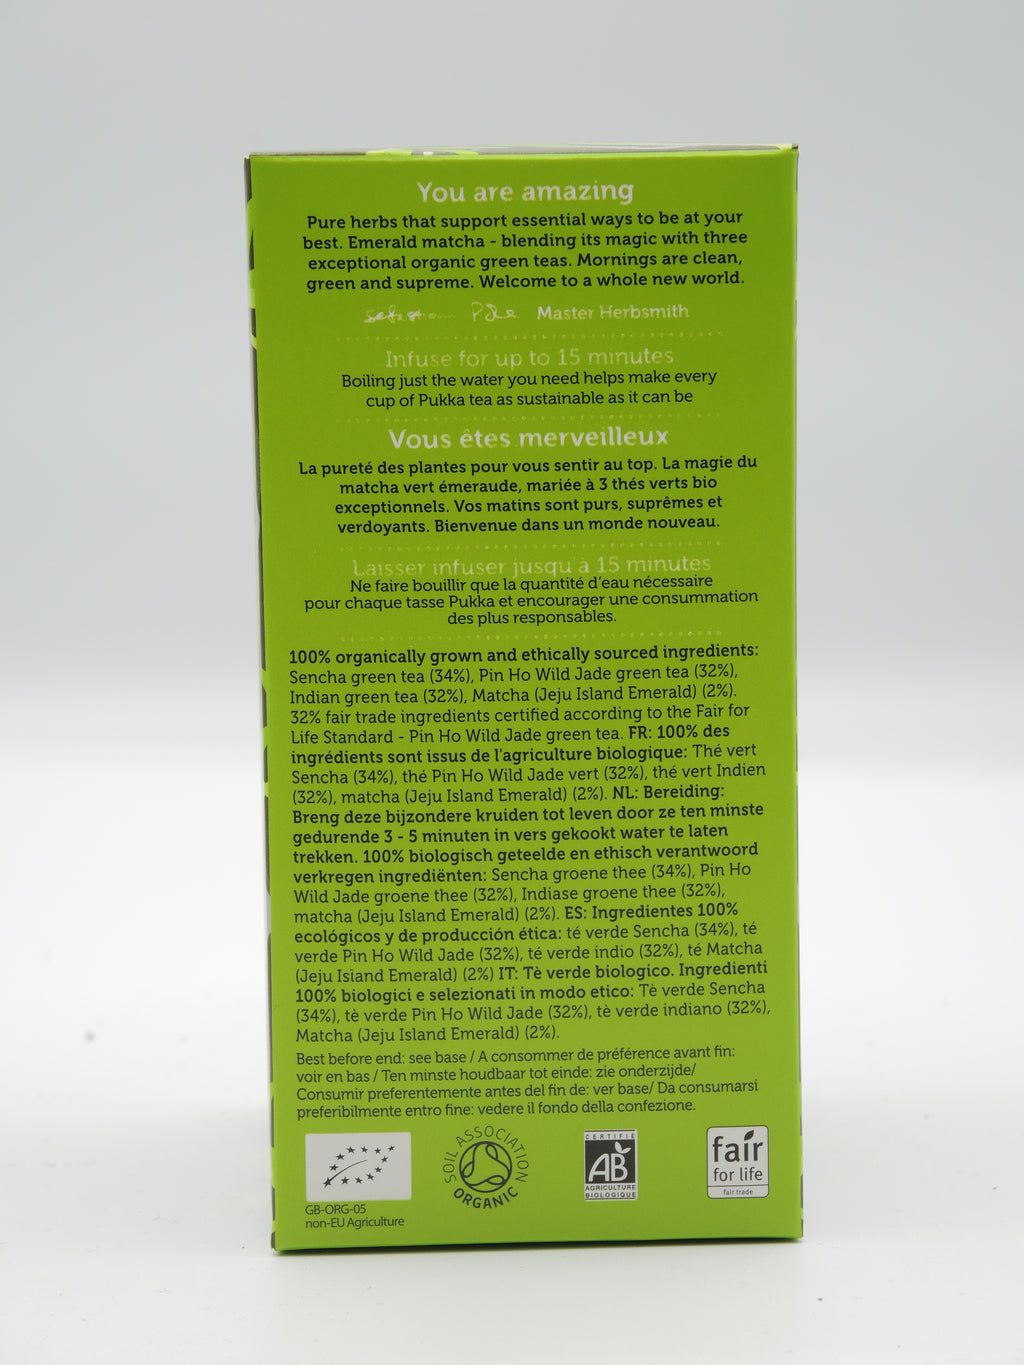 You are amazing
Pure herbs that support essential ways to be at your
best. Emerald matcha - blending its magic with three
exceptional organic green teas. Mornings are clean,
green and supreme. Welcome to a whole new world.
Sebastian Pole Master Herbsmith
Infuse for up to 15 minutes
Boiling just the water you need helps make every
cup of Pukka tea as sustainable as it can be
Vous êtes merveilleux
La pureté des plantes pour vous sentir au top. La magie du
matcha vert émeraude, mariée à 3 thés verts bio
exceptionnels. Vos matins sont purs, suprêmes et
verdoyants. Bienvenue dans un monde nouveau.
Laisser infuser jusqu'à 15 minutes
Ne faire bouillir que la quantité d'eau nécessaire
pour chaque tasse Pukka et encourager une consummation
des plus responsables.
100% organically grown and ethically sourced ingredients:
Sencha green tea (34%), Pin Ho Wild Jade green tea (32%),
Indian green tea (32%), Matcha (Jeju Island Emerald) (2%).
32% fair trade ingredients certified according to the Fair for
Life Standard - Pin Ho Wild Jade green tea. FR: 100% des
ingrédients sont issus de l'agriculture biologique: Thé vert
Sencha (34%), thé Pin Ho Wild Jade vert (32%), thé vert Indien
(32%), matcha (Jeju Island Emerald) (2%). NL: Bereiding:
Breng deze bijzondere kruiden tot leven door ze ten minste
gedurende 3 - 5 minuten in vers gekookt water te laten
trekken. 100% biologisch geteelde en ethisch verantwoord
verkregen ingrediënten: Sencha groene thee (34%), Pin Ho
Wild Jade groene thee (32%), Indiase groene thee (32%),
matcha (Jeju Island Emerald) (2%). ES: Ingredientes 100%
ecológicos y de producción ética: té verde Sencha (34%), té
verde Pin Ho Wild Jade (32%), té verde indio (32%), té Matcha
(Jeju Island Emerald) (2%) IT: Tè verde biologico. Ingredienti
100% biologici e selezionati in modo etico: Tè verde Sencha
(34%), tè verde Pin Ho Wild Jade (32%), tè verde indiano (32%),
Matcha (Jeju Island Emerald) (2%).
Best before end: see base / A consommer de préférence avant fin:
voir en bas / Ten minste houdbaar tot einde: zie onderzijde/
Consumir preferentemente antes del fin de: ver base/ Da consumarsi
preferibilmente entro fine: vedere il fondo della confezione.
GB-ORG-05
non-EU Agriculture
SOIL ASSOCIATION
ORGANIC
CERTIFIÉ
AB
AGRICULTURE
BIOLOGIQUE
fair
for life
fair trade